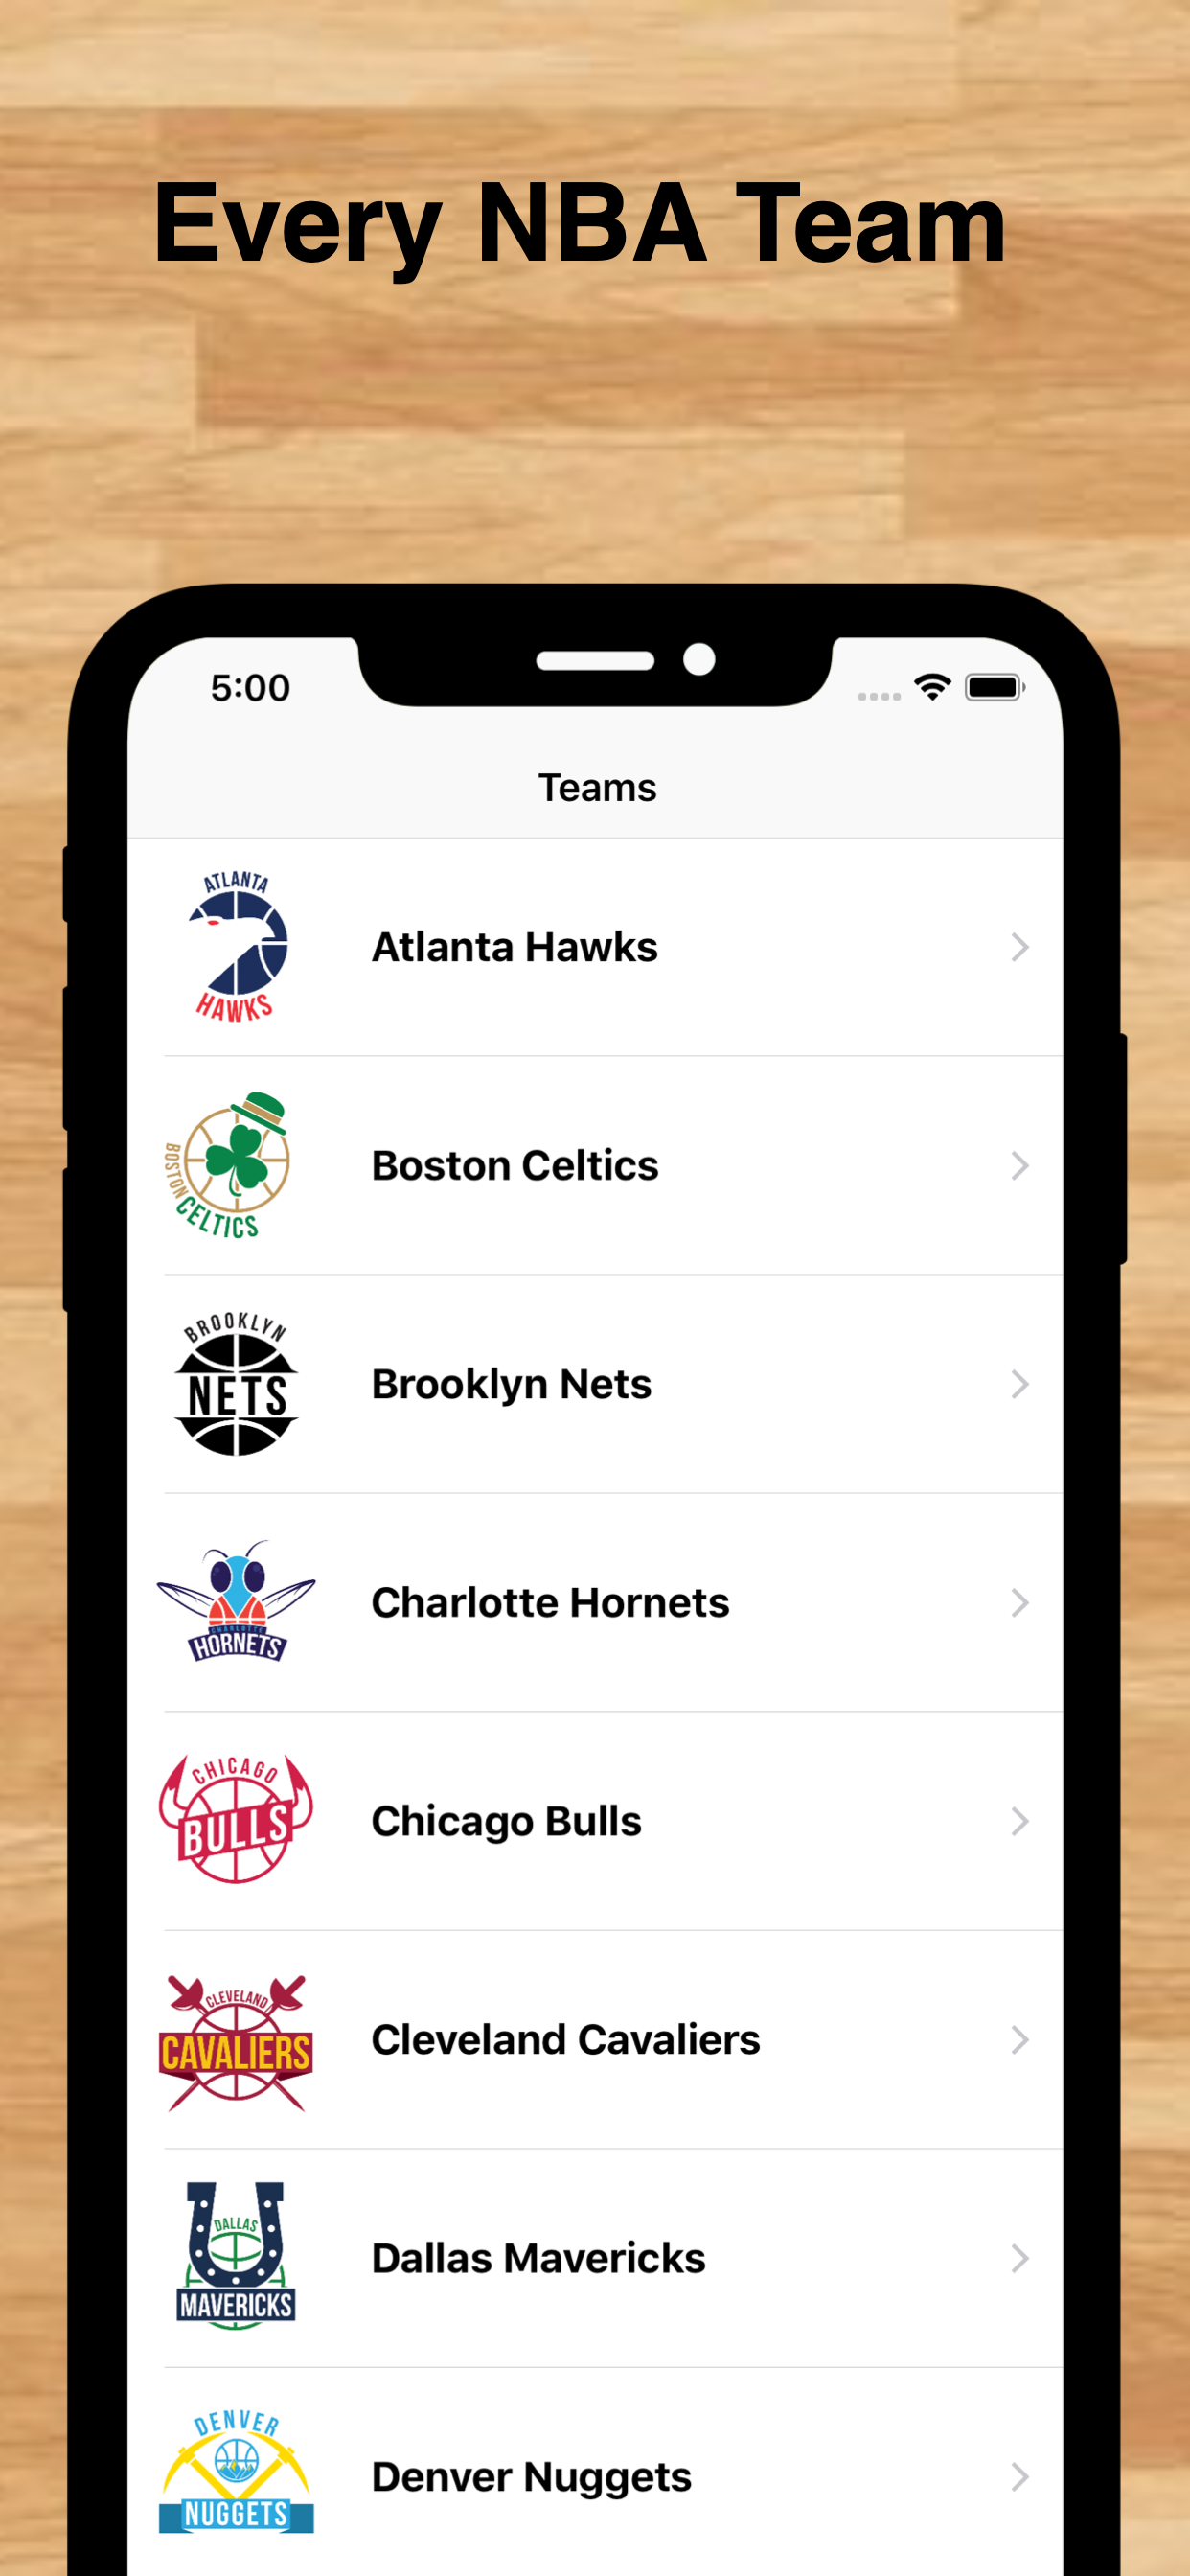 Every NBA Team
5:00
Teams
ATLANTA
HAWKS
Atlanta Hawks
BOSTON
CELTICS
Boston Celtics
BROOKLYN
NETS
Brooklyn Nets
CHARLOTTE
HORNETS
Charlotte Hornets
CHICAGO
BULLS
Chicago Bulls
CLEVELAND
CAVALIERS
Cleveland Cavaliers
DALLAS
MAVERICKS
Dallas Mavericks
DENVER
NUGGETS
Denver Nuggets